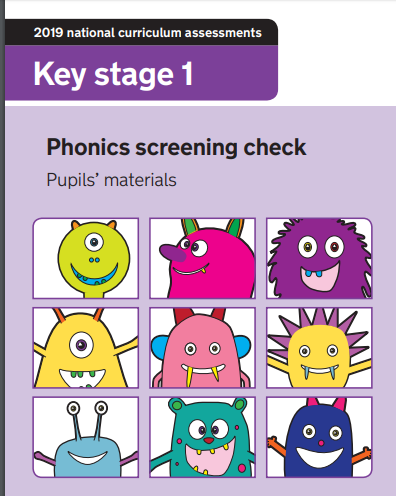 2019 national curriculum assessments
Key stage 1
Phonics screening check
Pupils’ materials